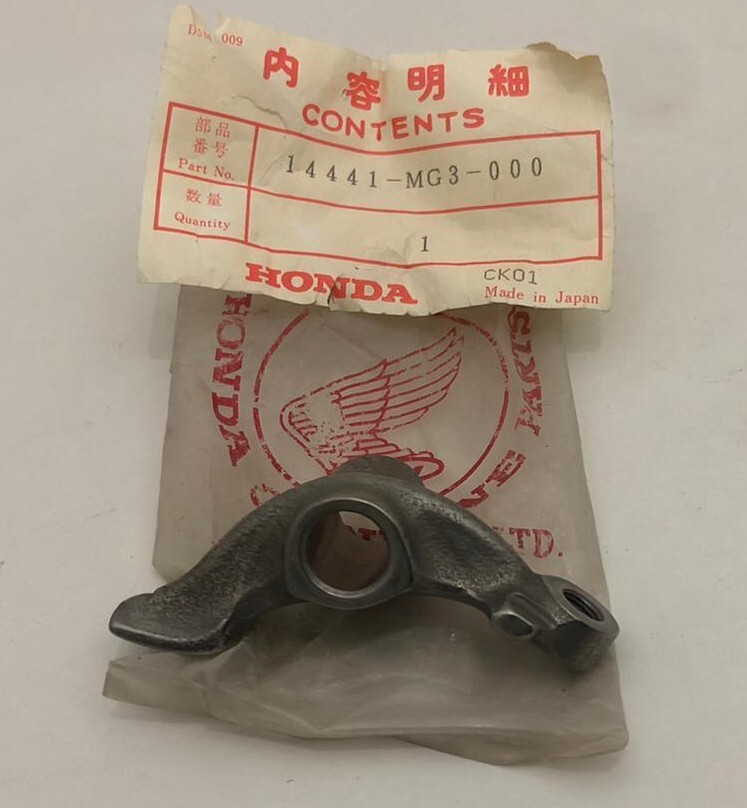 内容明細
CONTENTS
部品
番号
Part No.
14441-MG3-000
数量
Quantity
1
HONDA
CK01
Made in Japan
HONDA
PARTS
LTD.